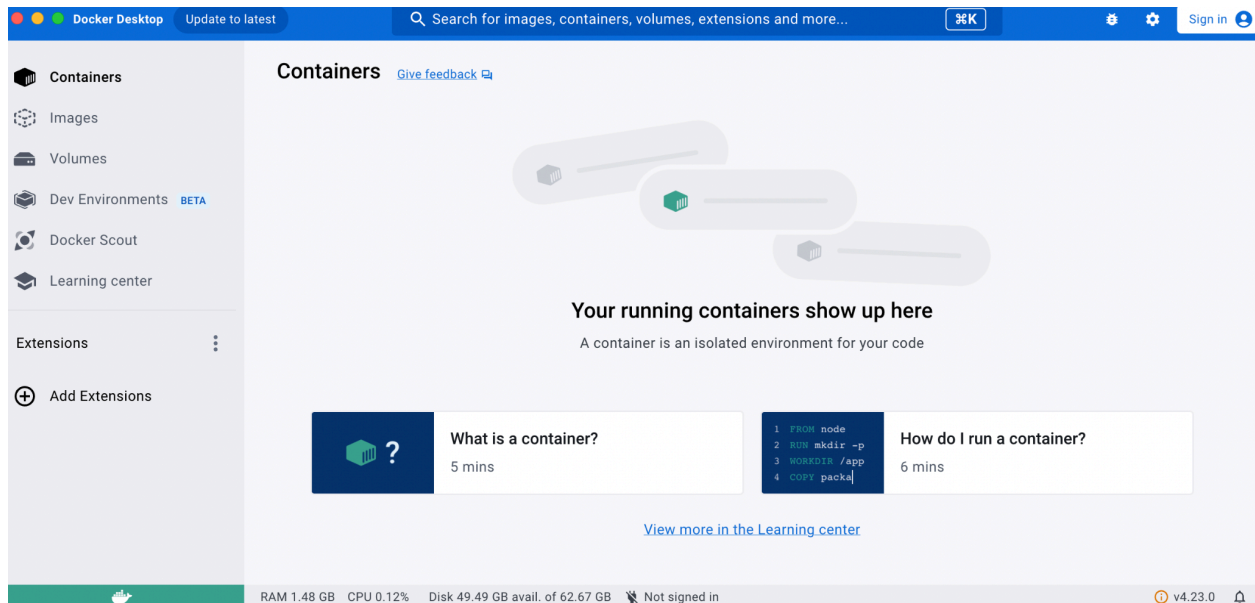 Docker Desktop Update to latest Search for images, containers, volumes, extensions and more... ⌘K Sign in
Containers
Images
Volumes
Dev Environments BETA
Docker Scout
Learning center
Extensions
Add Extensions
Containers Give feedback
Your running containers show up here
A container is an isolated environment for your code
?
What is a container?
5 mins
1 FROM node
2 RUN mkdir -p
3 WORKDIR /app
4 COPY packa
How do I run a container?
6 mins
View more in the Learning center
RAM 1.48 GB CPU 0.12% Disk 49.49 GB avail. of 62.67 GB Not signed in v4.23.0